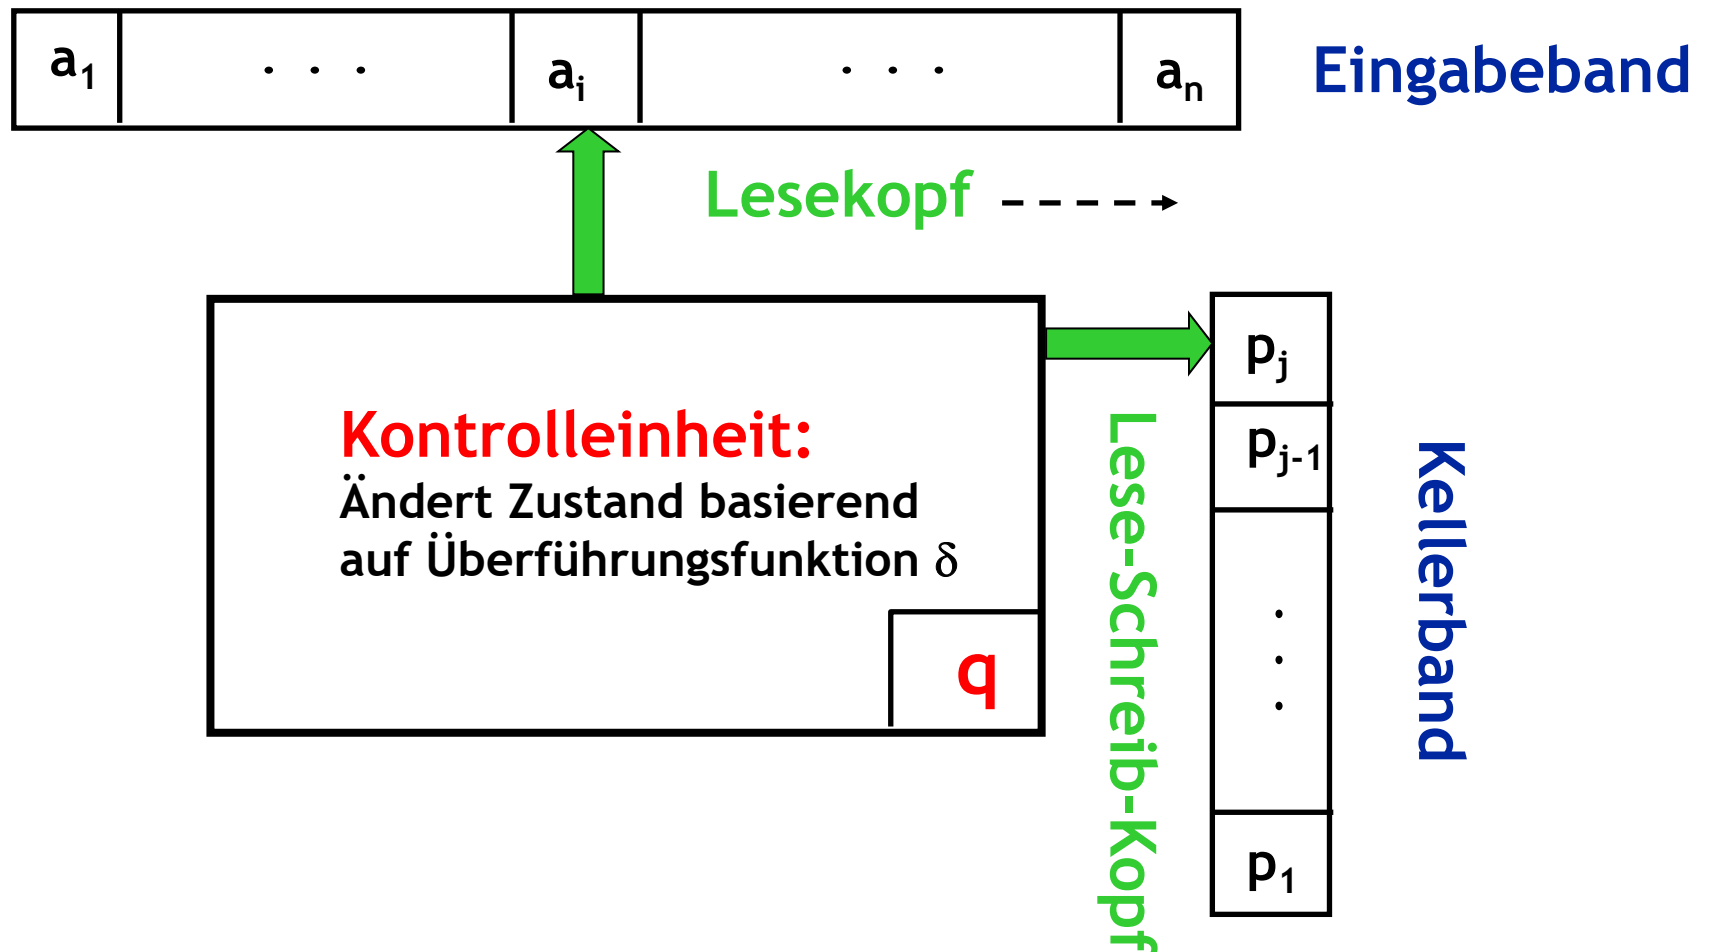 a1 . . . ai . . . an Eingabeband
Lesekopf
pj
pj-1
Kontrolleinheit:
Ändert Zustand basierend
auf Überführungsfunktion δ
q
Lese-Schreib-Kopf
Kellerband
.
.
.
p1